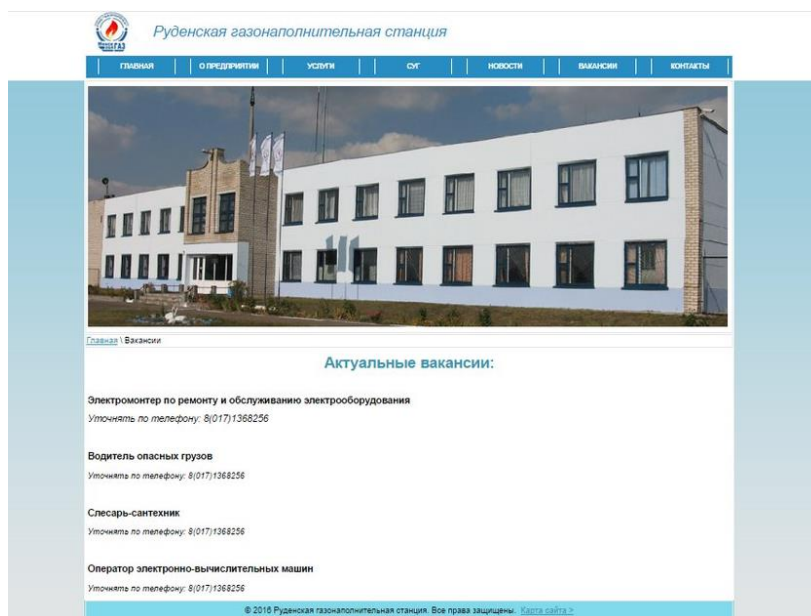 Руденская газонаполнительная станция
ГЛАВНАЯ О ПРЕДПРИЯТИИ УСЛУГИ СУГ НОВОСТИ ВАКАНСИИ КОНТАКТЫ
Главная \ Вакансии
Актуальные вакансии:
Электромонтер по ремонту и обслуживанию электрооборудования
Уточнять по телефону: 8(017)1368256
Водитель опасных грузов
Уточнять по телефону: 8(017)1368256
Слесарь-сантехник
Уточнять по телефону: 8(017)1368256
Оператор электронно-вычислительных машин
Уточнять по телефону: 8(017)1368256
© 2016 Руденская газонаполнительная станция. Все права защищены. Карта сайта >